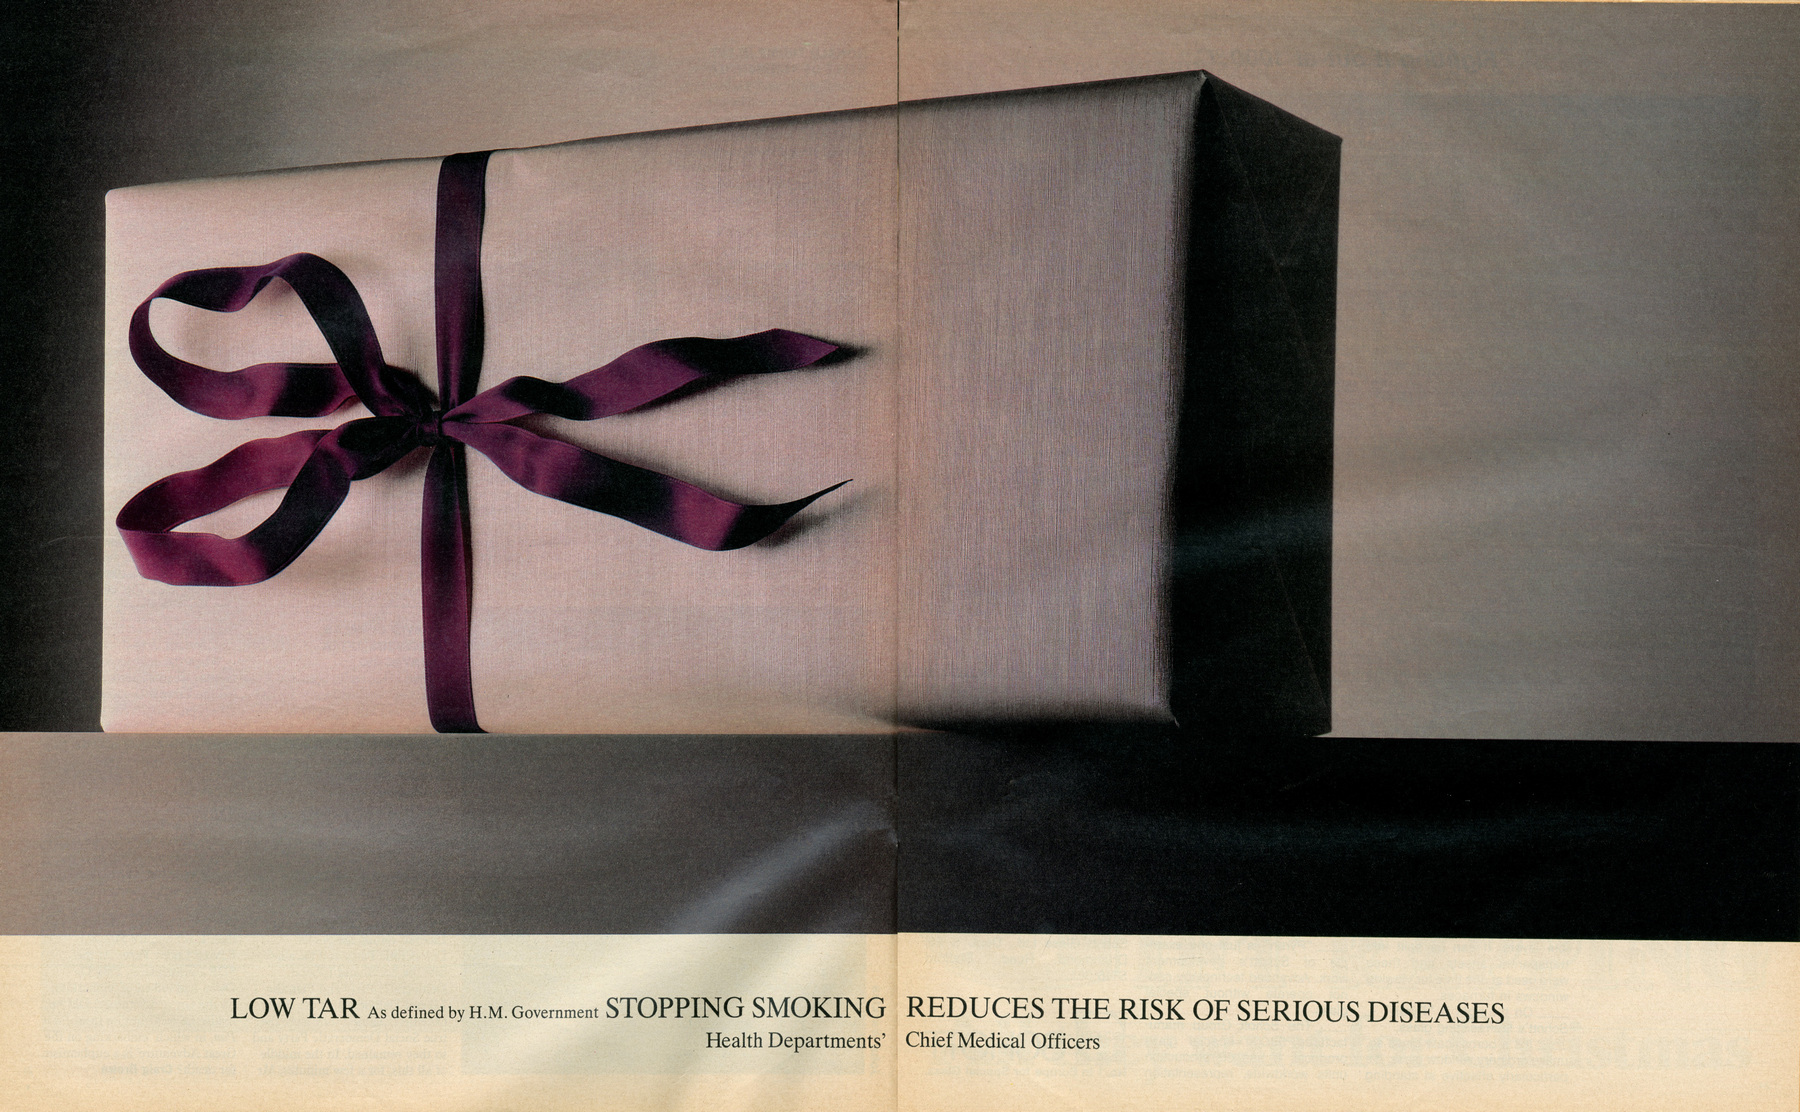 LOW TAR As defined by H.M. Government STOPPING SMOKING REDUCES THE RISK OF SERIOUS DISEASES
Health Departments' Chief Medical Officers